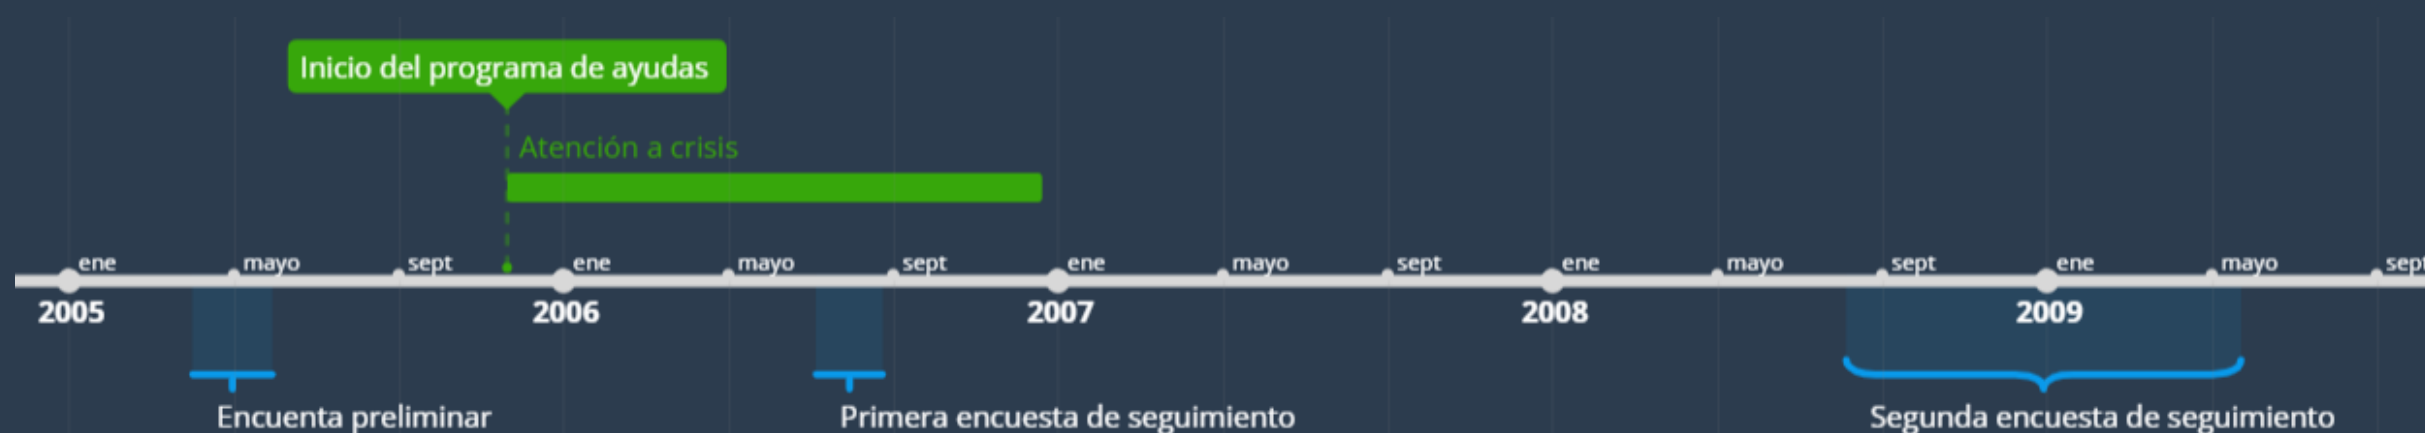 Inicio del programa de ayudas
Atención a crisis
ene mayo sept ene mayo sept ene mayo sept ene mayo sept ene mayo sept
2005 2006 2007 2008 2009
Encuenta preliminar Primera encuesta de seguimiento Segunda encuesta de seguimiento